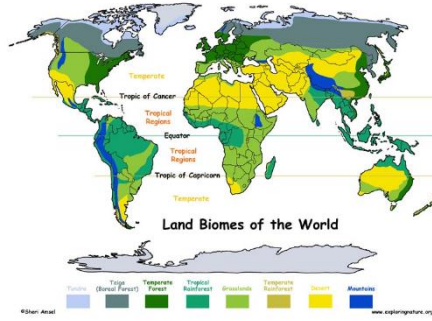 Temperate
Tropic of Cancer
Tropical
Regions
Equator
Tropical
Regions
Tropic of Capricorn
Temperate
Land Biomes of the World
Tundra
Taiga
(Boreal Forest)
Temperate
Forest
Tropical
Rainforest
Grasslands
Temperate
Rainforest
Desert
Mountains
©Sheri Amsel
www.exploringnature.org